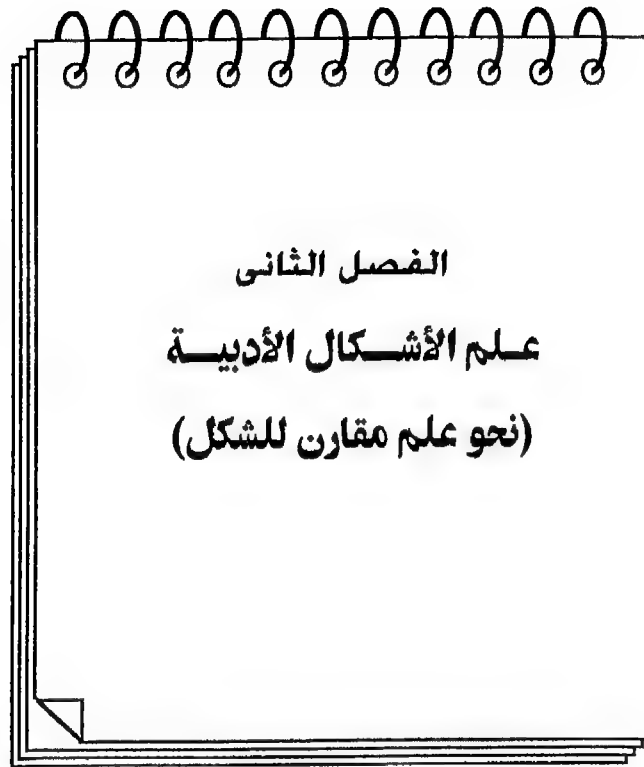 الفصل الثانى
علم الأشكال الأدبية
(نحو علم مقارن للشكل)